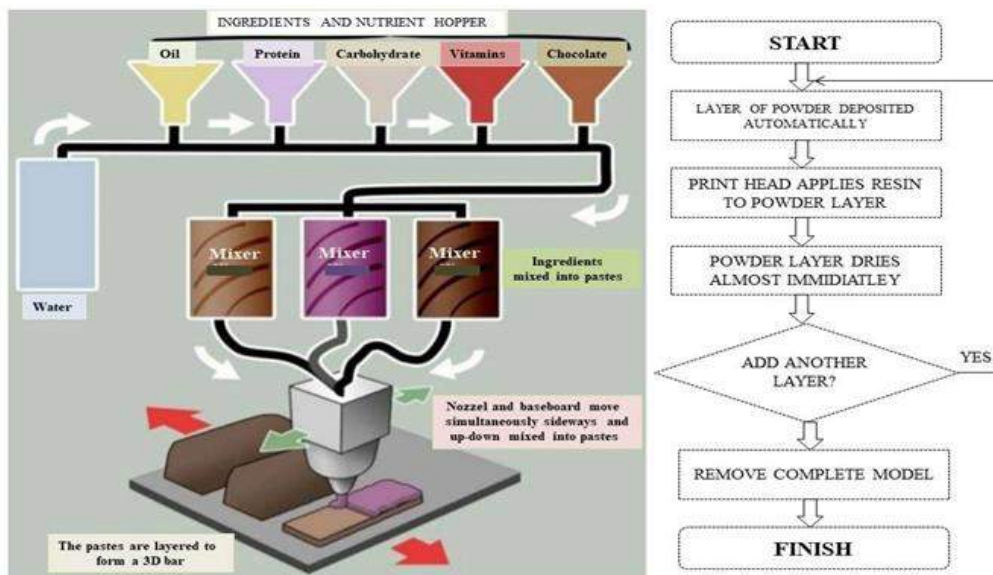 INGREDIENTS AND NUTRIENT HOPPER
Oil
Protein
Carbohydrate
Vitamins
Chocolate
Water
Mixer
Mixer
Mixer
Ingredients
mixed into pastes
Nozzel and baseboard move
simultaneously sideways and
up-down mixed into pastes
The pastes are layered to
form a 3D bar
START
LAYER OF POWDER DEPOSITED
AUTOMATICALLY
PRINT HEAD APPLIES RESIN
TO POWDER LAYER
POWDER LAYER DRIES
ALMOST IMMIDIATLEY
ADD ANOTHER
LAYER?
YES
REMOVE COMPLETE MODEL
FINISH